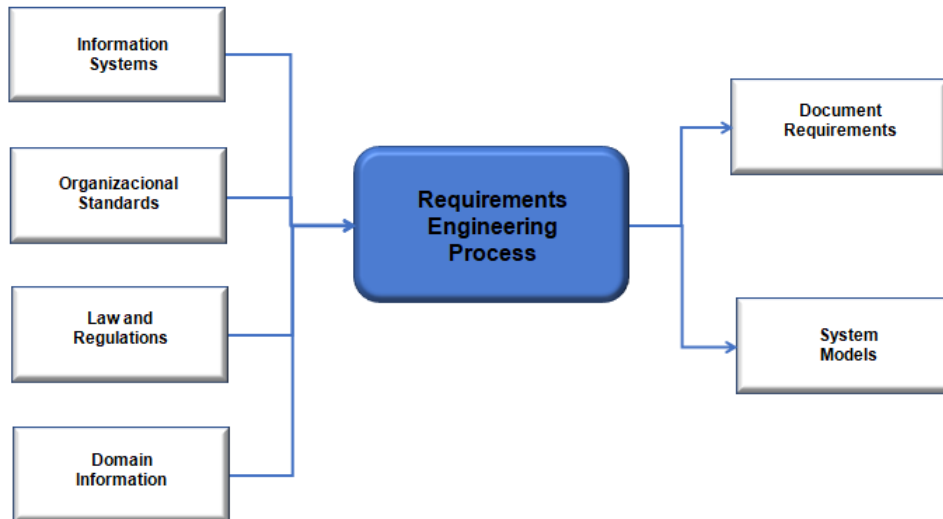 Information
Systems
Organizacional
Standards
Law and
Regulations
Domain
Information
Requirements
Engineering
Process
Document
Requirements
System
Models